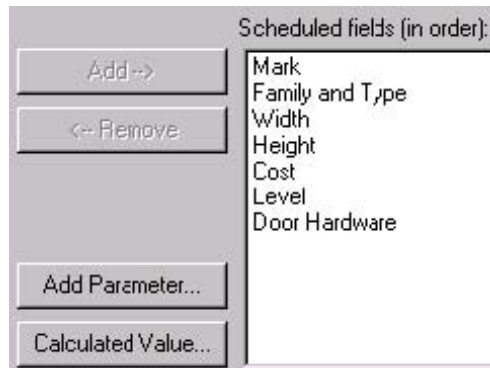 Scheduled fields (in order):
Add -->
<-- Remove
Mark
Family and Type
Width
Height
Cost
Level
Door Hardware
Add Parameter...
Calculated Value...